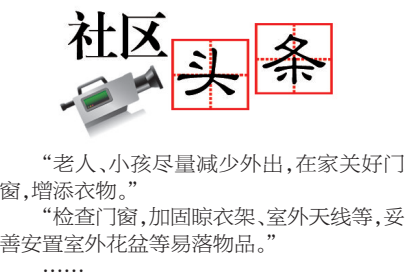 社区头条
“老人、小孩尽量减少外出，在家关好门
窗，增添衣物。”
“检查门窗，加固晾衣架、室外天线等，妥
善安置室外花盆等易落物品。”
……